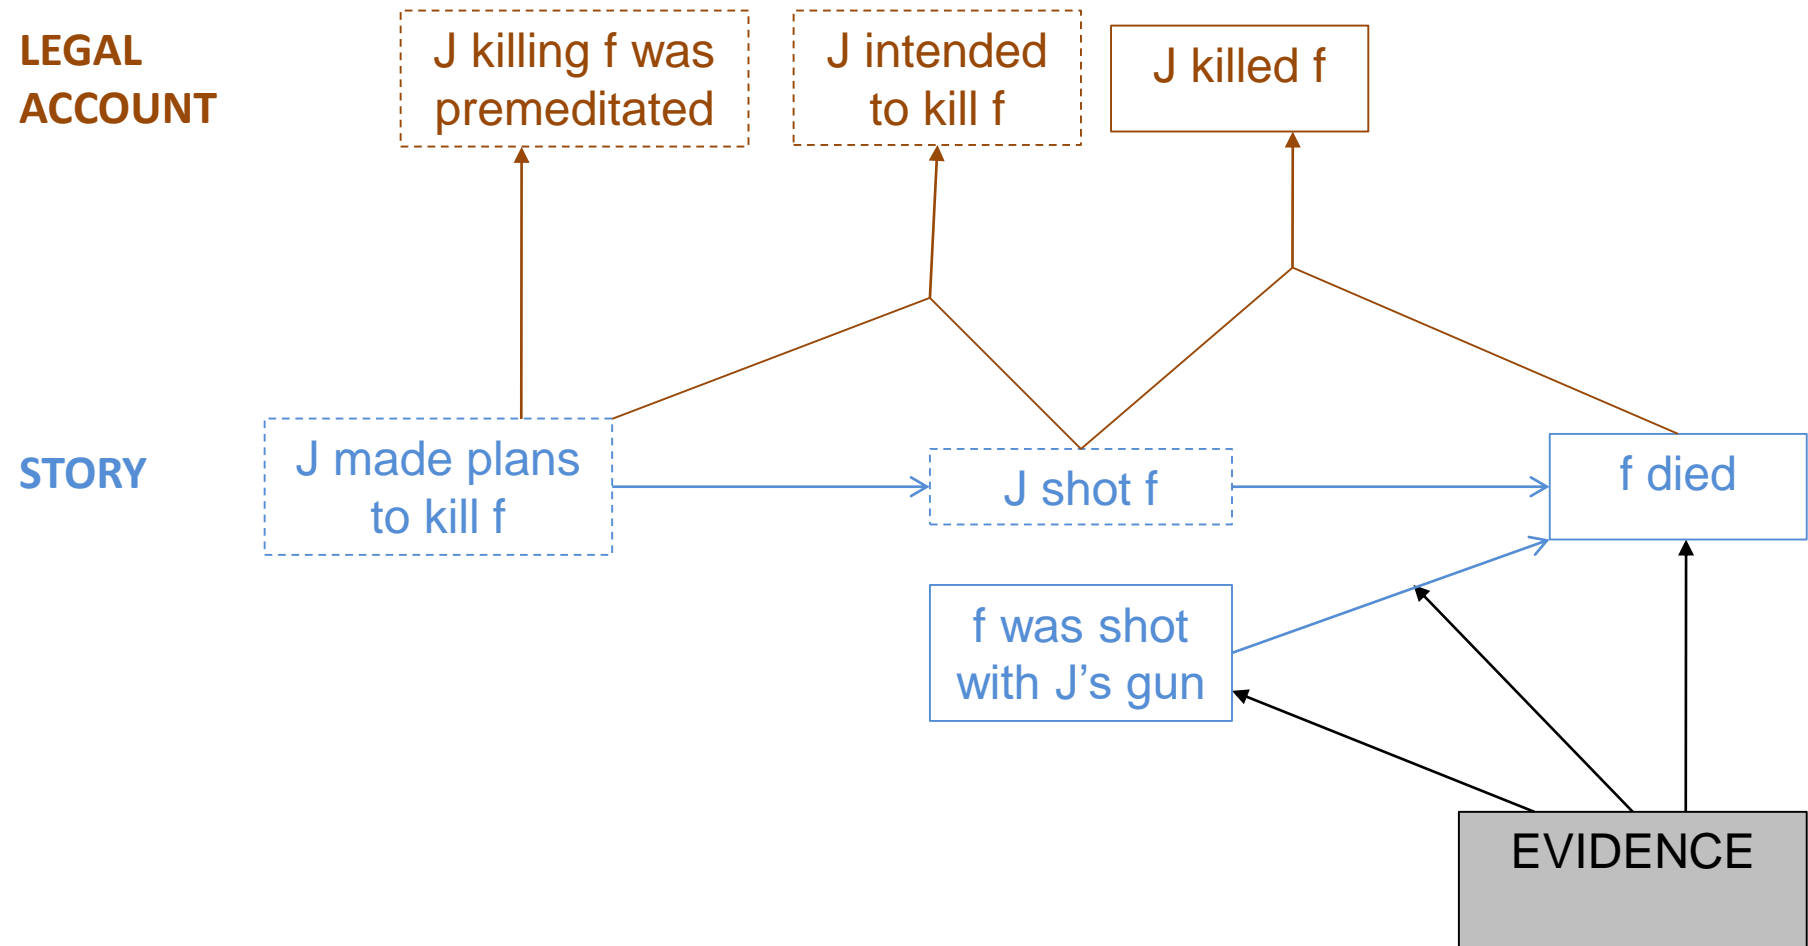 LEGAL
ACCOUNT
J killing f was
premeditated
J intended
to kill f
J killed f
STORY
J made plans
to kill f
J shot f
f died
f was shot
with J’s gun
EVIDENCE